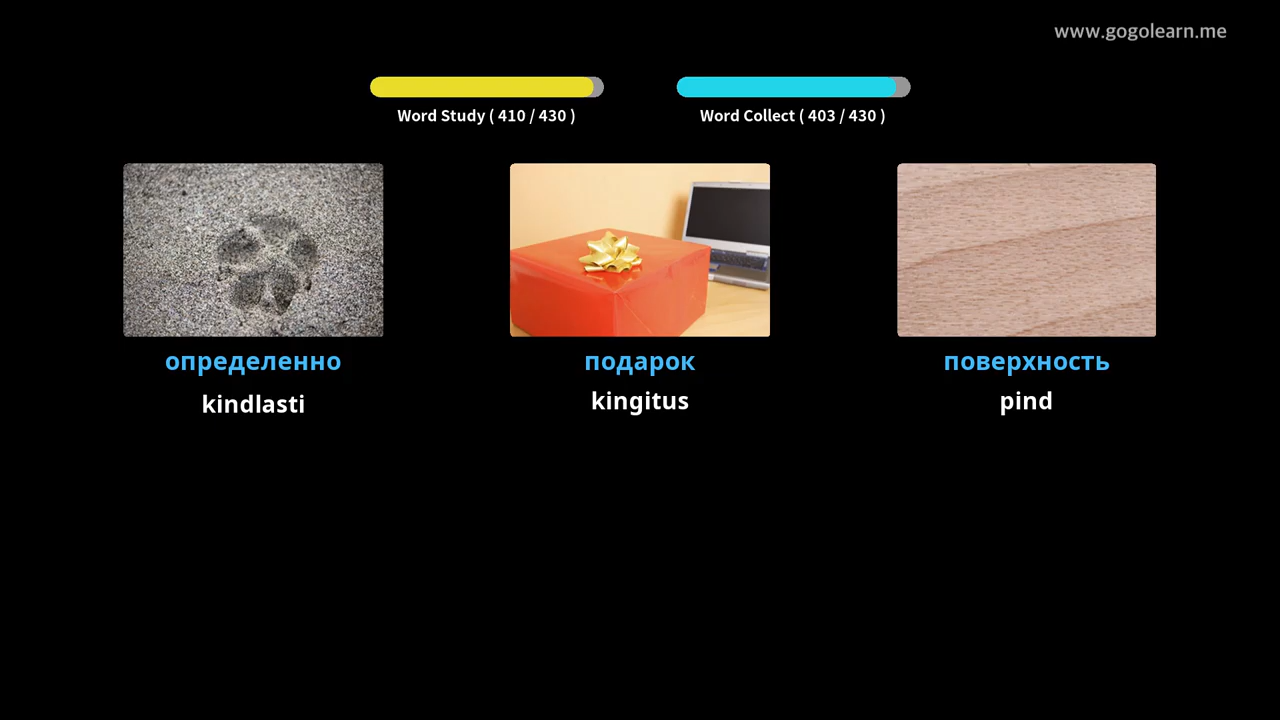 www.gogolearn.me
Word Study ( 410 / 430 )
Word Collect ( 403 / 430 )
определенно
подарок
поверхность
kindlasti
kingitus
pind